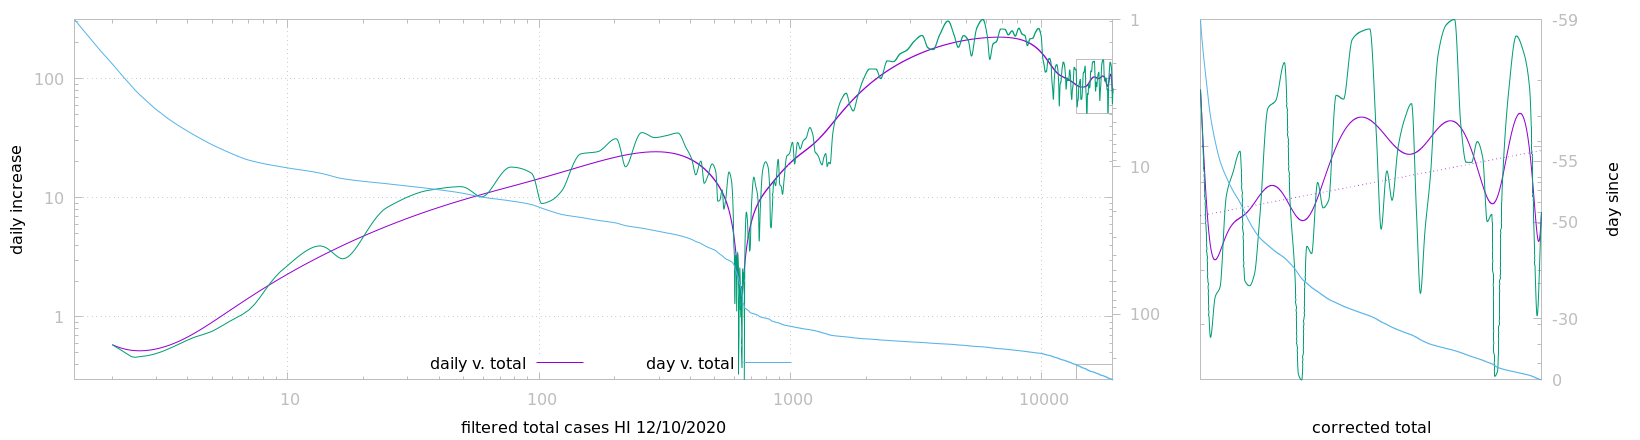 daily increase
100
10
1
10
100
1000
10000
filtered total cases HI 12/10/2020
daily v. total
day v. total
1
10
100
-59
-55
-50
-30
0
day since
corrected total